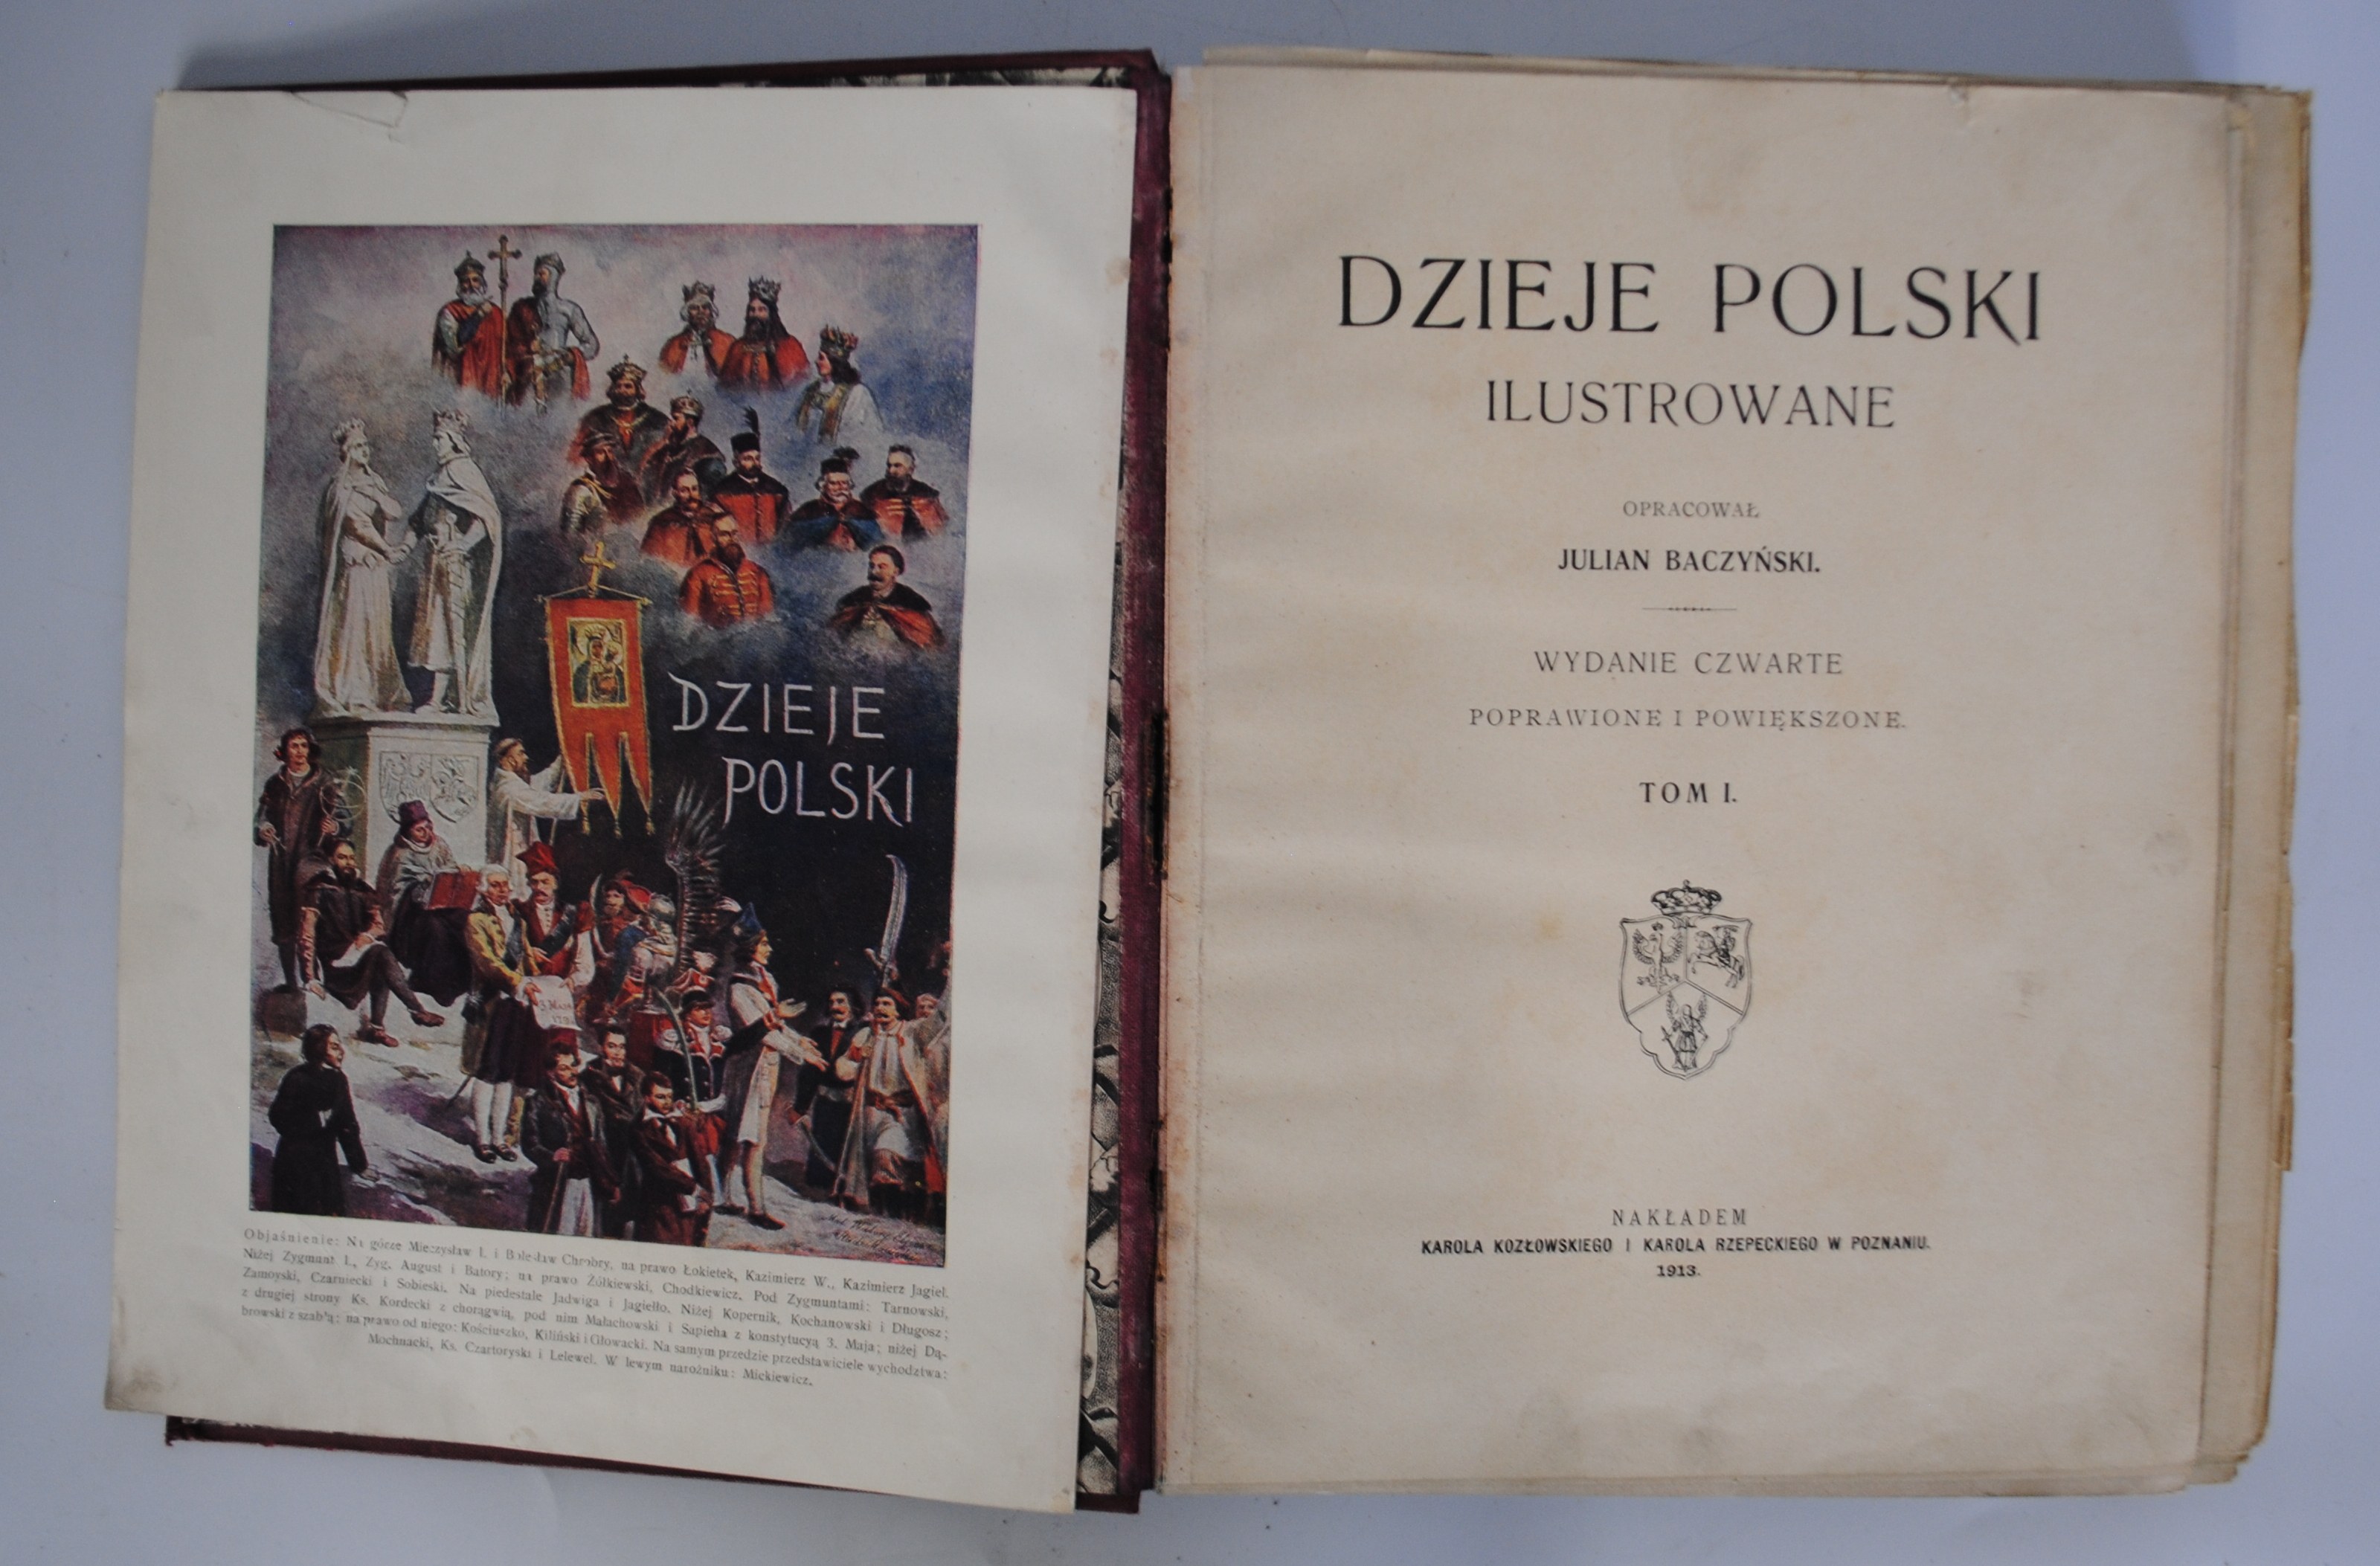 DZIEJE
POLSKI
3 Maja
Objaśnienie: Na górze Mieczysław I. i Bolesław Chrobry, na prawo Łokietek, Kazimierz W., Kazimierz Jagiel.
Niżej Zygmunt I., Zyg. August i Batory; na prawo Żółkiewski, Chodkiewicz. Pod Zygmuntami: Tarnowski,
Zamoyski, Czarniecki i Sobieski. Na piedestale Jadwiga i Jagiełło. Niżej Kopernik, Kochanowski i Długosz;
z drugiej strony Ks. Kordecki z chorągwią, pod nim Małachowski i Sapieha z konstytucyą 3. Maja; niżej Dą-
browski z szablą; na prawo od niego: Kościuszko, Kiliński i Głowacki. Na samym przedzie przedstawiciele wychodztwa:
Mochnacki, Ks. Czartoryski i Lelewel. W lewym narożniku: Mickiewicz.
DZIEJE POLSKI
ILUSTROWANE
OPRACOWAŁ
JULIAN BACZYŃSKI.
WYDANIE CZWARTE
POPRAWIONE I POWIĘKSZONE.
TOM I.
NAKŁADEM
KAROLA KOZŁOWSKIEGO I KAROLA RZEPECKIEGO W POZNANIU.
1913.